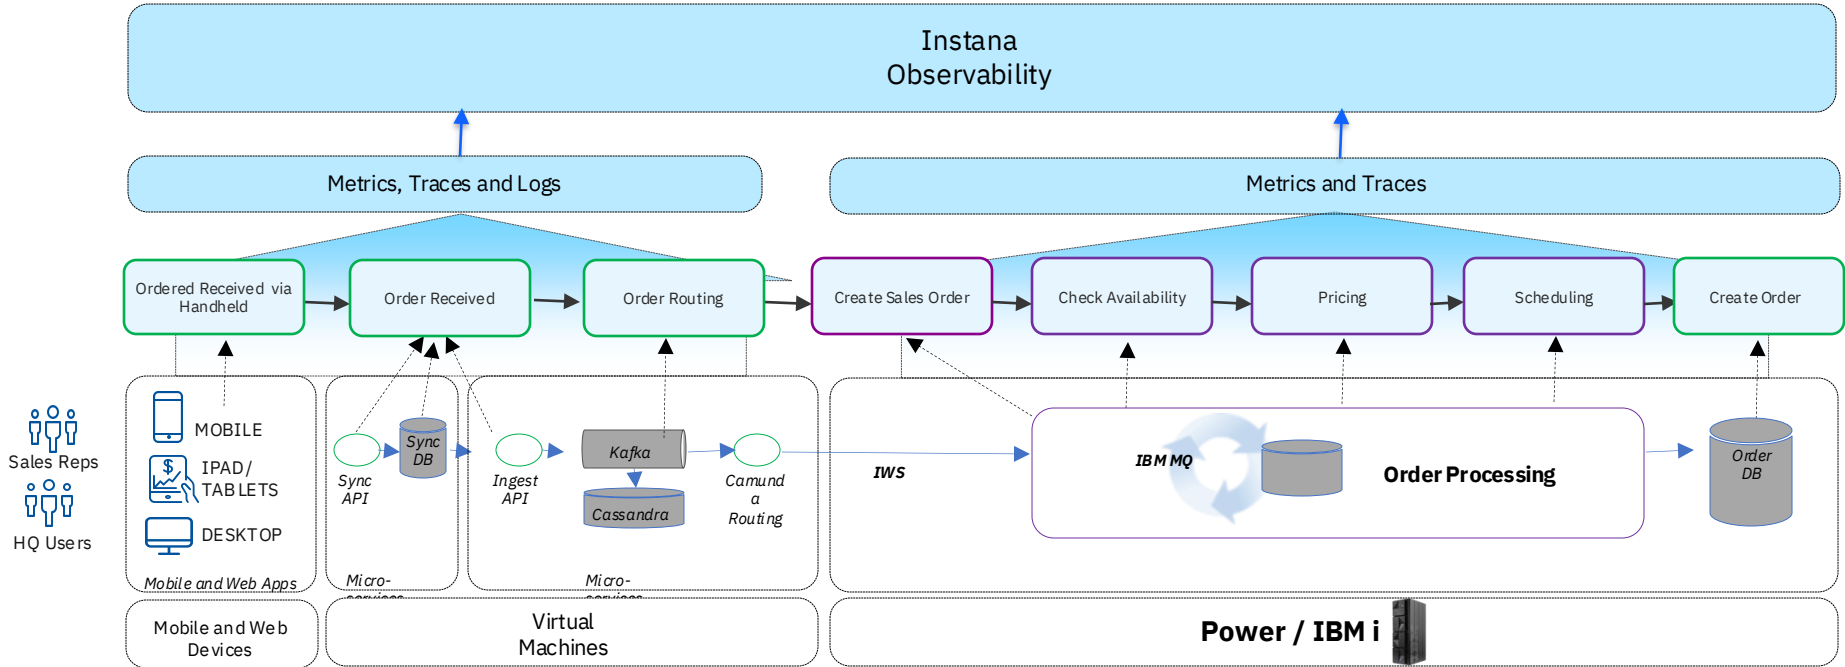 Instana
Observability
Metrics, Traces and Logs
Metrics and Traces
Ordered Received via
Handheld
Order Received
Order Routing
Create Sales Order
Check Availability
Pricing
Scheduling
Create Order
Sales Reps
HQ Users
MOBILE
IPAD/
TABLETS
DESKTOP
Mobile and Web Apps
Sync
API
Sync
DB
Micro-
services
Ingest
API
Kafka
Cassandra
Camund
a
Routing
Micro-
services
IWS
IBM MQ
Order Processing
Order
DB
Mobile and Web
Devices
Virtual
Machines
Power / IBM i